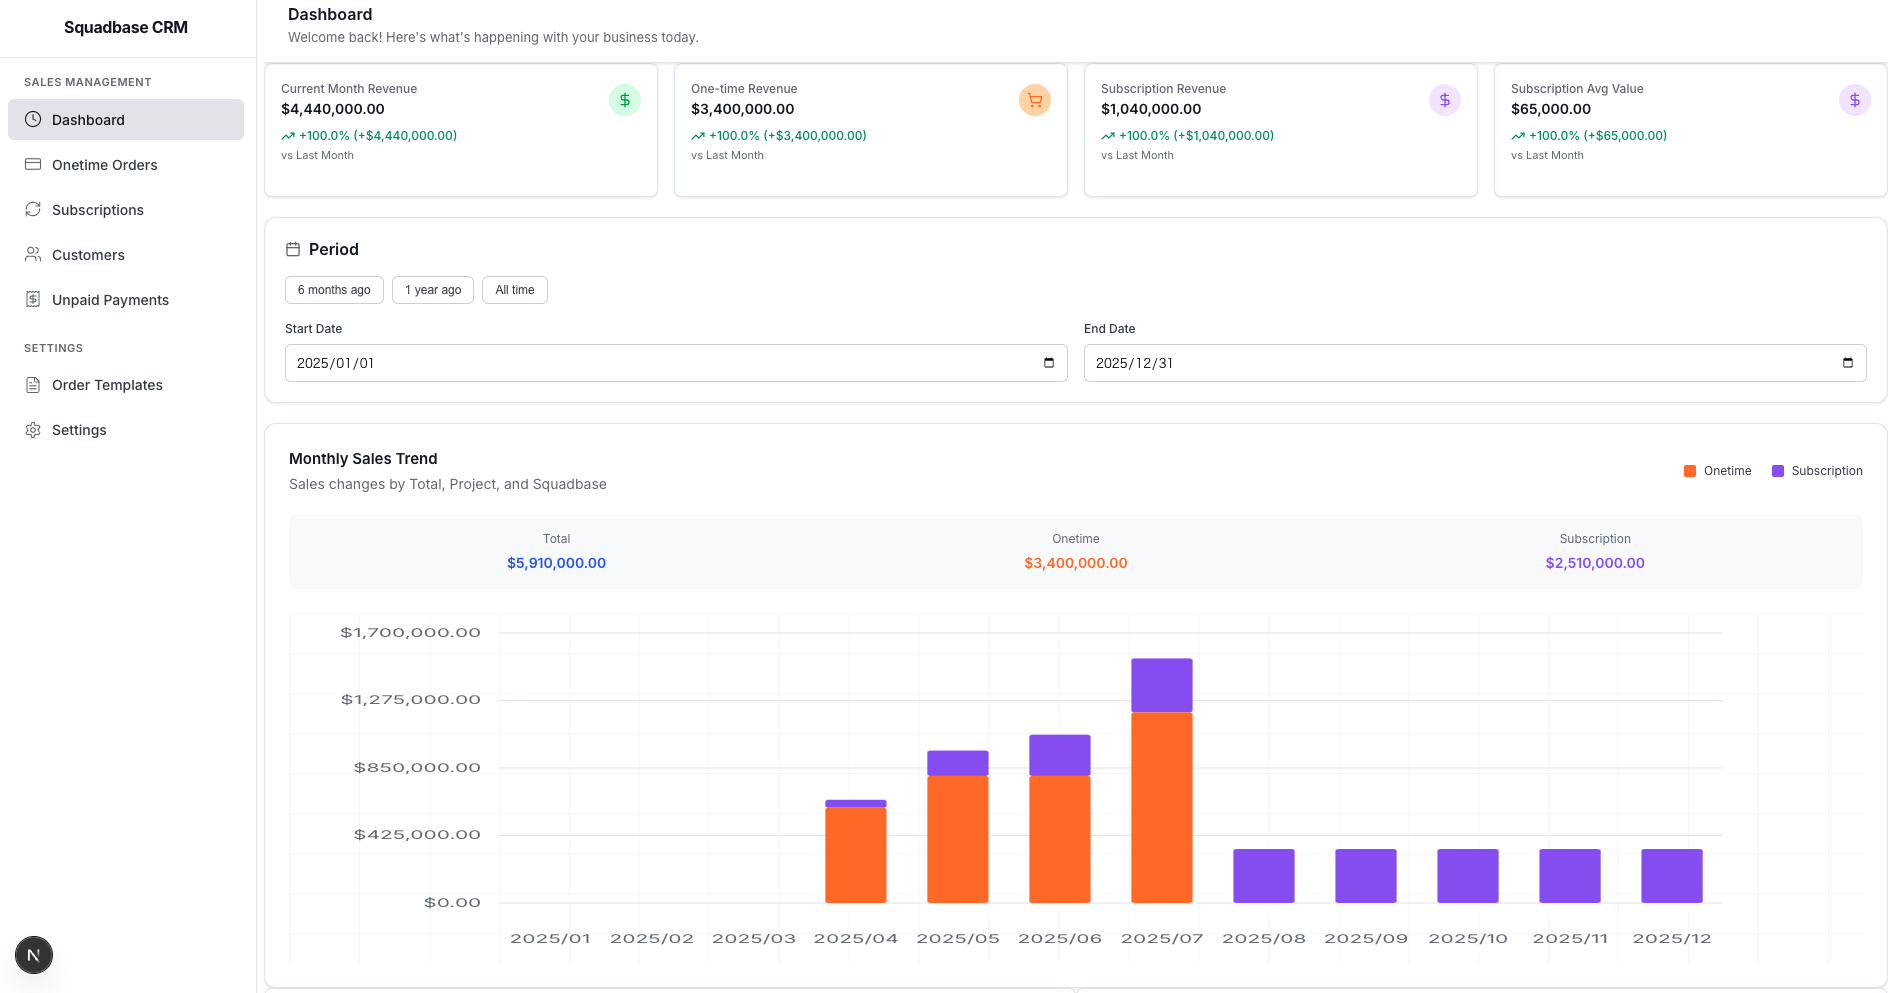 Squadbase CRM
SALES MANAGEMENT
Dashboard
Onetime Orders
Subscriptions
Customers
Unpaid Payments
SETTINGS
Order Templates
Settings
N
Dashboard
Welcome back! Here's what's happening with your business today.
Current Month Revenue
$4,440,000.00
+100.0% (+$4,440,000.00)
vs Last Month
One-time Revenue
$3,400,000.00
+100.0% (+$3,400,000.00)
vs Last Month
Subscription Revenue
$1,040,000.00
+100.0% (+$1,040,000.00)
vs Last Month
Subscription Avg Value
$65,000.00
+100.0% (+$65,000.00)
vs Last Month
Period
6 months ago
1 year ago
All time
Start Date
2025/01/01
End Date
2025/12/31
Monthly Sales Trend
Sales changes by Total, Project, and Squadbase
Onetime
Subscription
Total
$5,910,000.00
Onetime
$3,400,000.00
Subscription
$2,510,000.00
$1,700,000.00
$1,275,000.00
$850,000.00
$425,000.00
$0.00
2025/01
2025/02
2025/03
2025/04
2025/05
2025/06
2025/07
2025/08
2025/09
2025/10
2025/11
2025/12